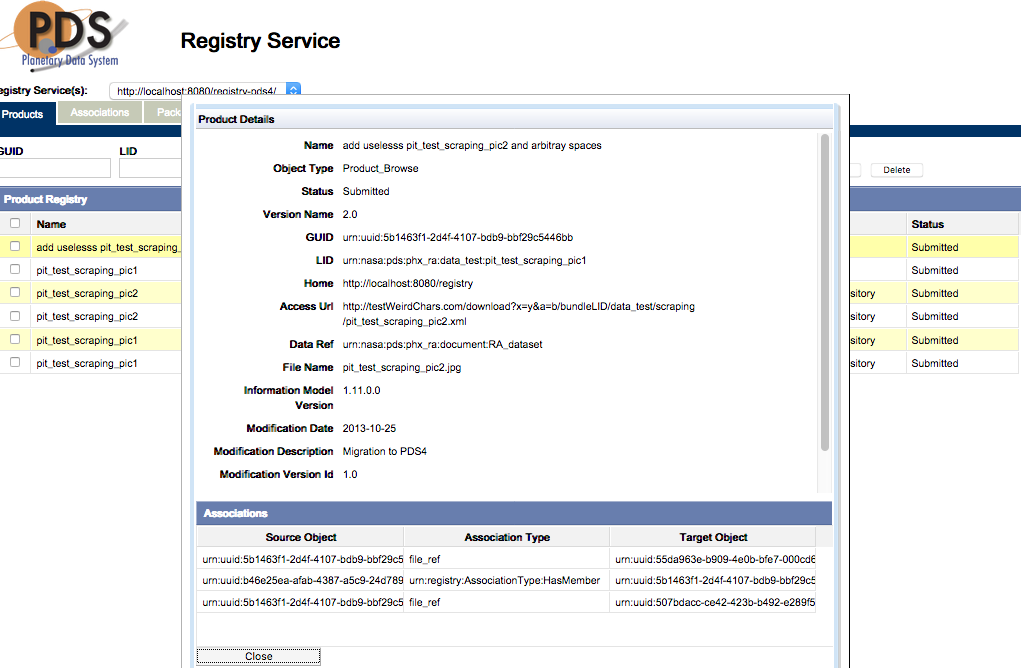 PDS
Planetary Data System
Registry Service
egistry Service(s): http://localhost:8080/registry-pds4/
Products Associations Pack
GUID LID
Delete
Product Registry
Name Status
add uselesss pit_test_scraping_ Submitted
pit_test_scraping_pic1 Submitted
pit_test_scraping_pic2 sitory Submitted
pit_test_scraping_pic2 sitory Submitted
pit_test_scraping_pic1 sitory Submitted
pit_test_scraping_pic1 sitory Submitted
Product Details
Name add uselesss pit_test_scraping_pic2 and arbitray spaces
Object Type Product_Browse
Status Submitted
Version Name 2.0
GUID urn:uuid:5b1463f1-2d4f-4107-bdb9-bbf29c5446bb
LID urn:nasa:pds:phx_ra:data_test:pit_test_scraping_pic1
Home http://localhost:8080/registry
Access Url http://testWeirdChars.com/download?x=y&a=b/bundleLID/data_test/scraping
/pit_test_scraping_pic2.xml
Data Ref urn:nasa:pds:phx_ra:document:RA_dataset
File Name pit_test_scraping_pic2.jpg
Information Model 1.11.0.0
Version
Modification Date 2013-10-25
Modification Description Migration to PDS4
Modification Version Id 1.0
Associations
Source Object Association Type Target Object
urn:uuid:5b1463f1-2d4f-4107-bdb9-bbf29c5 file_ref urn:uuid:55da963e-b909-4e0b-bfe7-000cd6
urn:uuid:b46e25ea-afab-4387-a5c9-24d789 urn:registry:AssociationType:HasMember urn:uuid:5b1463f1-2d4f-4107-bdb9-bbf29c5
urn:uuid:5b1463f1-2d4f-4107-bdb9-bbf29c5 file_ref urn:uuid:507bdacc-ce42-423b-b492-e289f5
Close